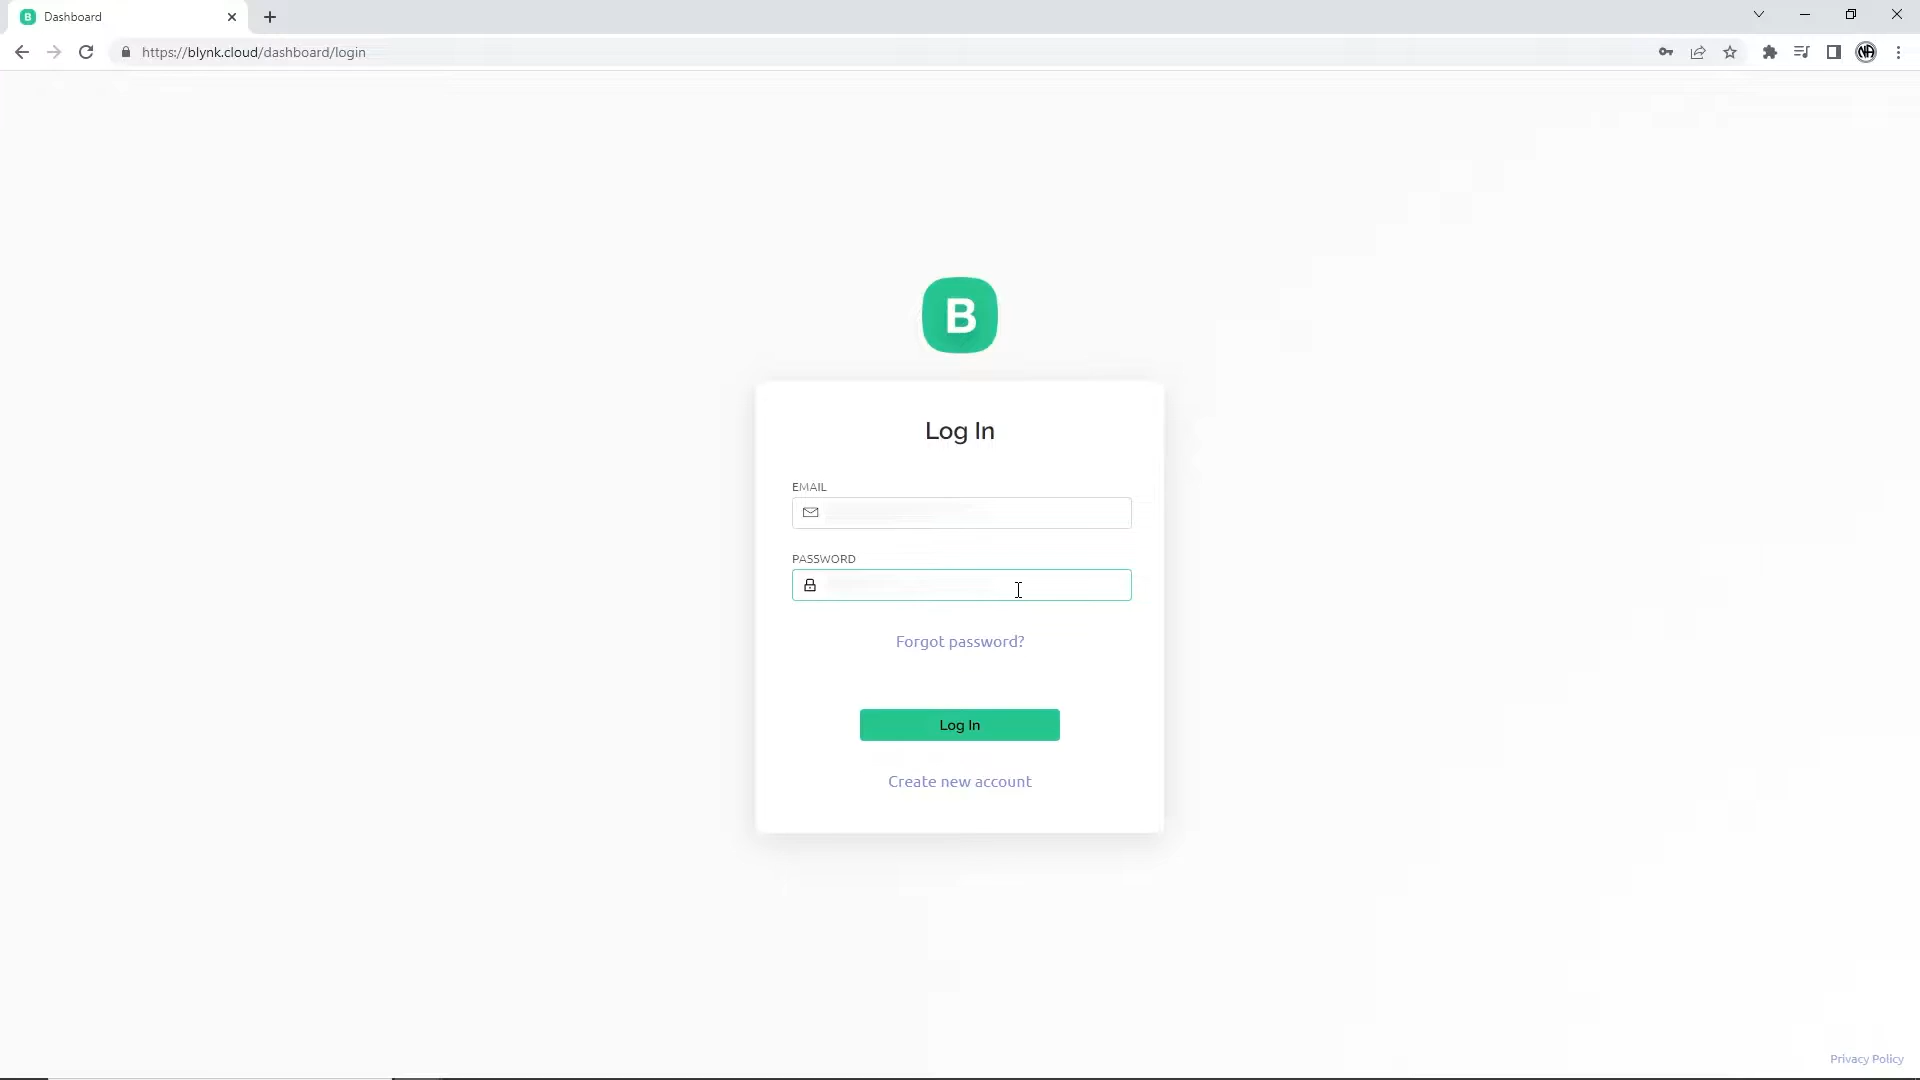 B Dashboard
https://blynk.cloud/dashboard/login
B
Log In
EMAIL
PASSWORD
Forgot password?
Log In
Create new account
Privacy Policy